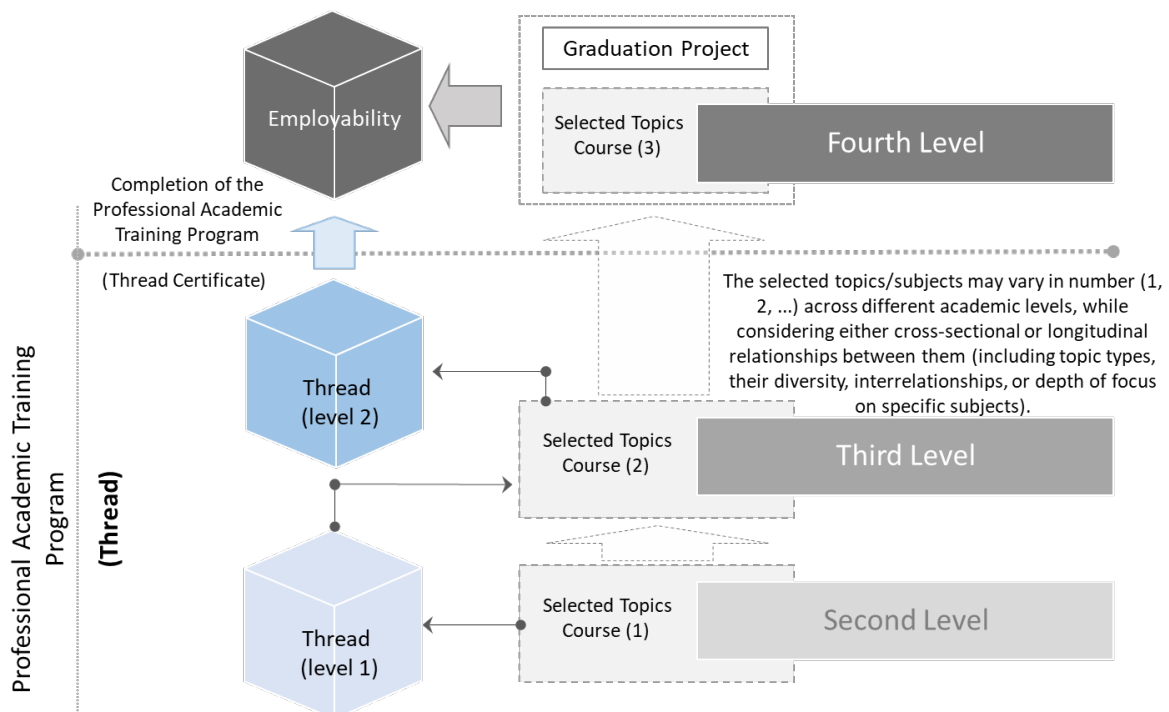 Graduation Project
Employability
Selected Topics
Course (3)
Fourth Level
Completion of the
Professional Academic
Training Program
(Thread Certificate)
The selected topics/subjects may vary in number (1,
2, ...) across different academic levels, while
considering either cross-sectional or longitudinal
relationships between them (including topic types,
their diversity, interrelationships, or depth of focus
on specific subjects).
Thread
(level 2)
Selected Topics
Course (2)
Third Level
Professional Academic Training
Program
(Thread)
Thread
(level 1)
Selected Topics
Course (1)
Second Level